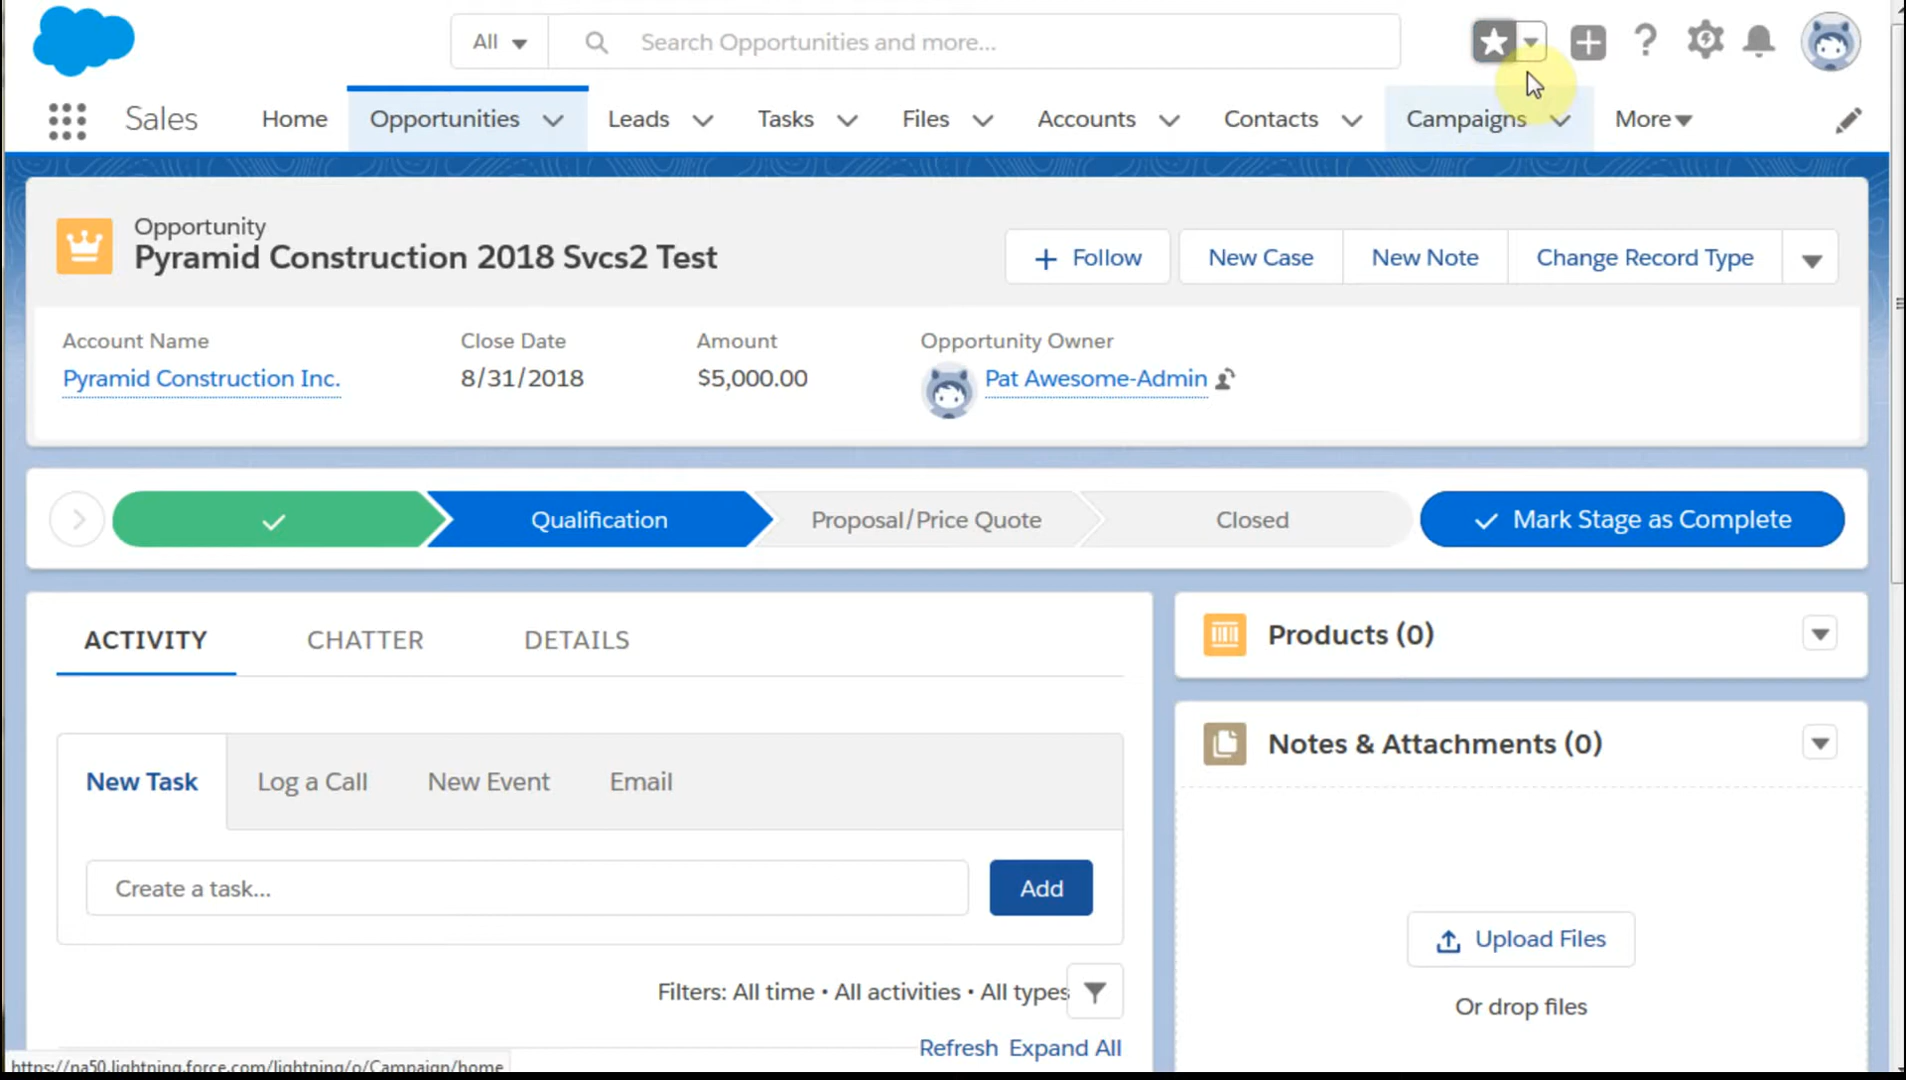 All
Search Opportunities and more...
Sales
Home
Opportunities
Leads
Tasks
Files
Accounts
Contacts
Campaigns
More
Opportunity
Pyramid Construction 2018 Svcs2 Test
Follow
New Case
New Note
Change Record Type
Account Name
Close Date
Amount
Opportunity Owner
Pyramid Construction Inc.
8/31/2018
$5,000.00
Pat Awesome-Admin
Qualification
Proposal/Price Quote
Closed
Mark Stage as Complete
ACTIVITY
CHATTER
DETAILS
Products (0)
Notes & Attachments (0)
New Task
Log a Call
New Event
Email
Create a task...
Add
Upload Files
Or drop files
Filters: All time • All activities • All types
Refresh Expand All
https://na50.lightning.force.com/lightning/o/Campaign/home